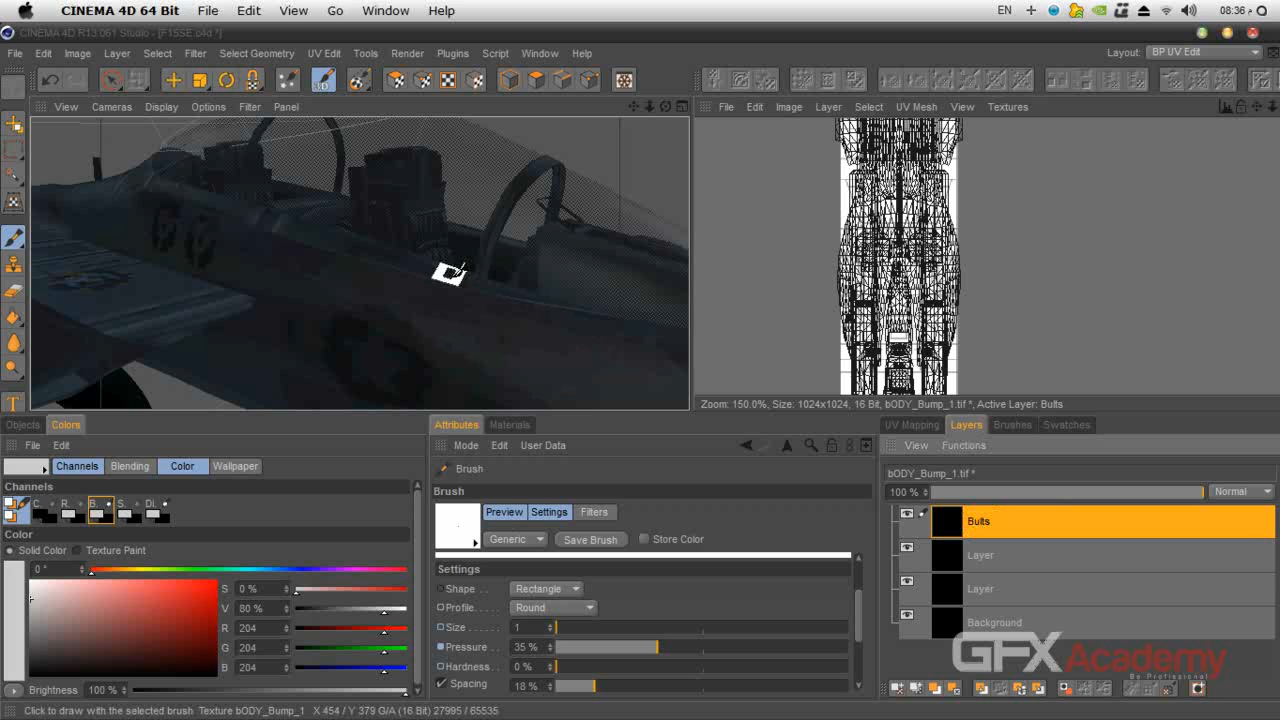 CINEMA 4D 64 Bit File Edit View Go Window Help EN 08:36 م
CINEMA 4D R13.061 Studio - [F15SE.c4d *]
File Edit Image Layer Select Filter Select Geometry UV Edit Tools Render Plugins Script Window Help Layout: BP UV Edit
View Cameras Display Options Filter Panel
File Edit Image Layer Select UV Mesh View Textures
Zoom: 150.0%, Size: 1024x1024, 16 Bit, bODY_Bump_1.tif *, Active Layer: Bults
Objects Colors
File Edit
Channels Blending Color Wallpaper
Channels
C. R. B. S. Di.
Color
Solid Color Texture Paint
0 °
S 0 %
V 80 %
R 204
G 204
B 204
Brightness 100 %
Attributes Materials
Mode Edit User Data
Brush
Brush
Preview Settings Filters
Generic Save Brush Store Color
Settings
Shape . . Rectangle
Profile. . . . . Round
Size . . . . . . 1
Pressure . . 35 %
Hardness. . 0 %
Spacing 18 %
UV Mapping Layers Brushes Swatches
View Functions
bODY_Bump_1.tif *
100 % Normal
Bults
Layer
Layer
Background
GFX Academy
Be Professional
Click to draw with the selected brush Texture bODY_Bump_1 X 454 / Y 379 G/A (16 Bit) 27995 / 65535